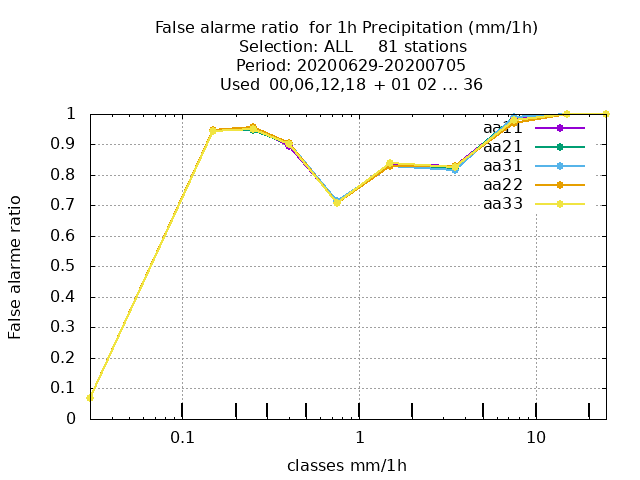 False alarme ratio  for 1h Precipitation (mm/1h)
Selection: ALL     81 stations
Period: 20200629-20200705
Used  00,06,12,18  + 01 02 ... 36
1
0.9
0.8
0.7
0.6
0.5
0.4
0.3
0.2
0.1
0
False alarme ratio
aa11
aa21
aa31
aa22
aa33
0.1
1
10
classes mm/1h